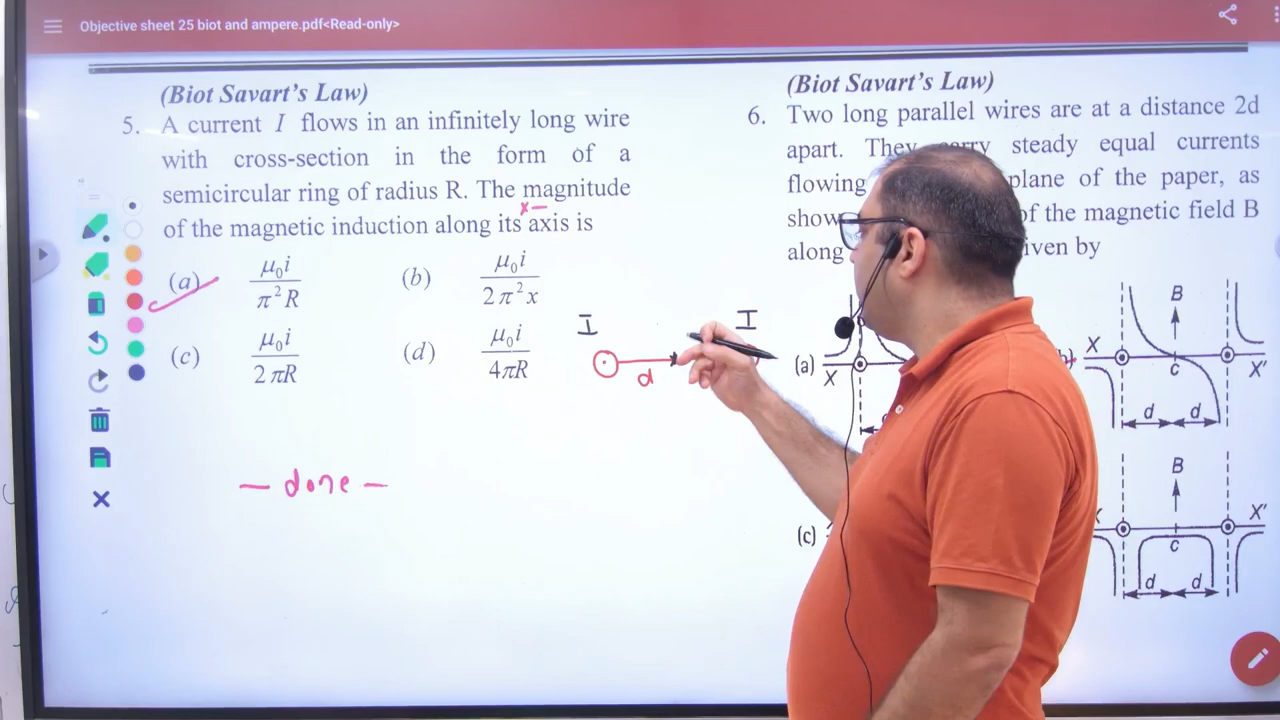 Objective sheet 25 biot and ampere.pdf<Read-only>
(Biot Savart's Law)
5. A current I flows in an infinitely long wire
with cross-section in the form of a
semicircular ring of radius R. The magnitude
of the magnetic induction along its axis is
(a) μ₀i / π²R (b) μ₀i / 2π²x
(c) μ₀i / 2πR (d) μ₀i / 4πR
— done —
(Biot Savart's Law)
6. Two long parallel wires are at a distance 2d
apart. They carry steady equal currents
flowing plane of the paper, as
of the magnetic field B
along given by
I I
d
(a) X
B
X C X'
d d
(c)
B
C X'
d d